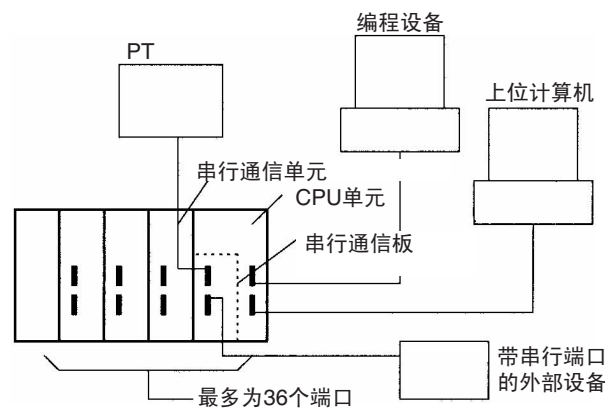 编程设备
PT
上位计算机
串行通信单元
CPU单元
串行通信板
带串行端口
的外部设备
最多为36个端口